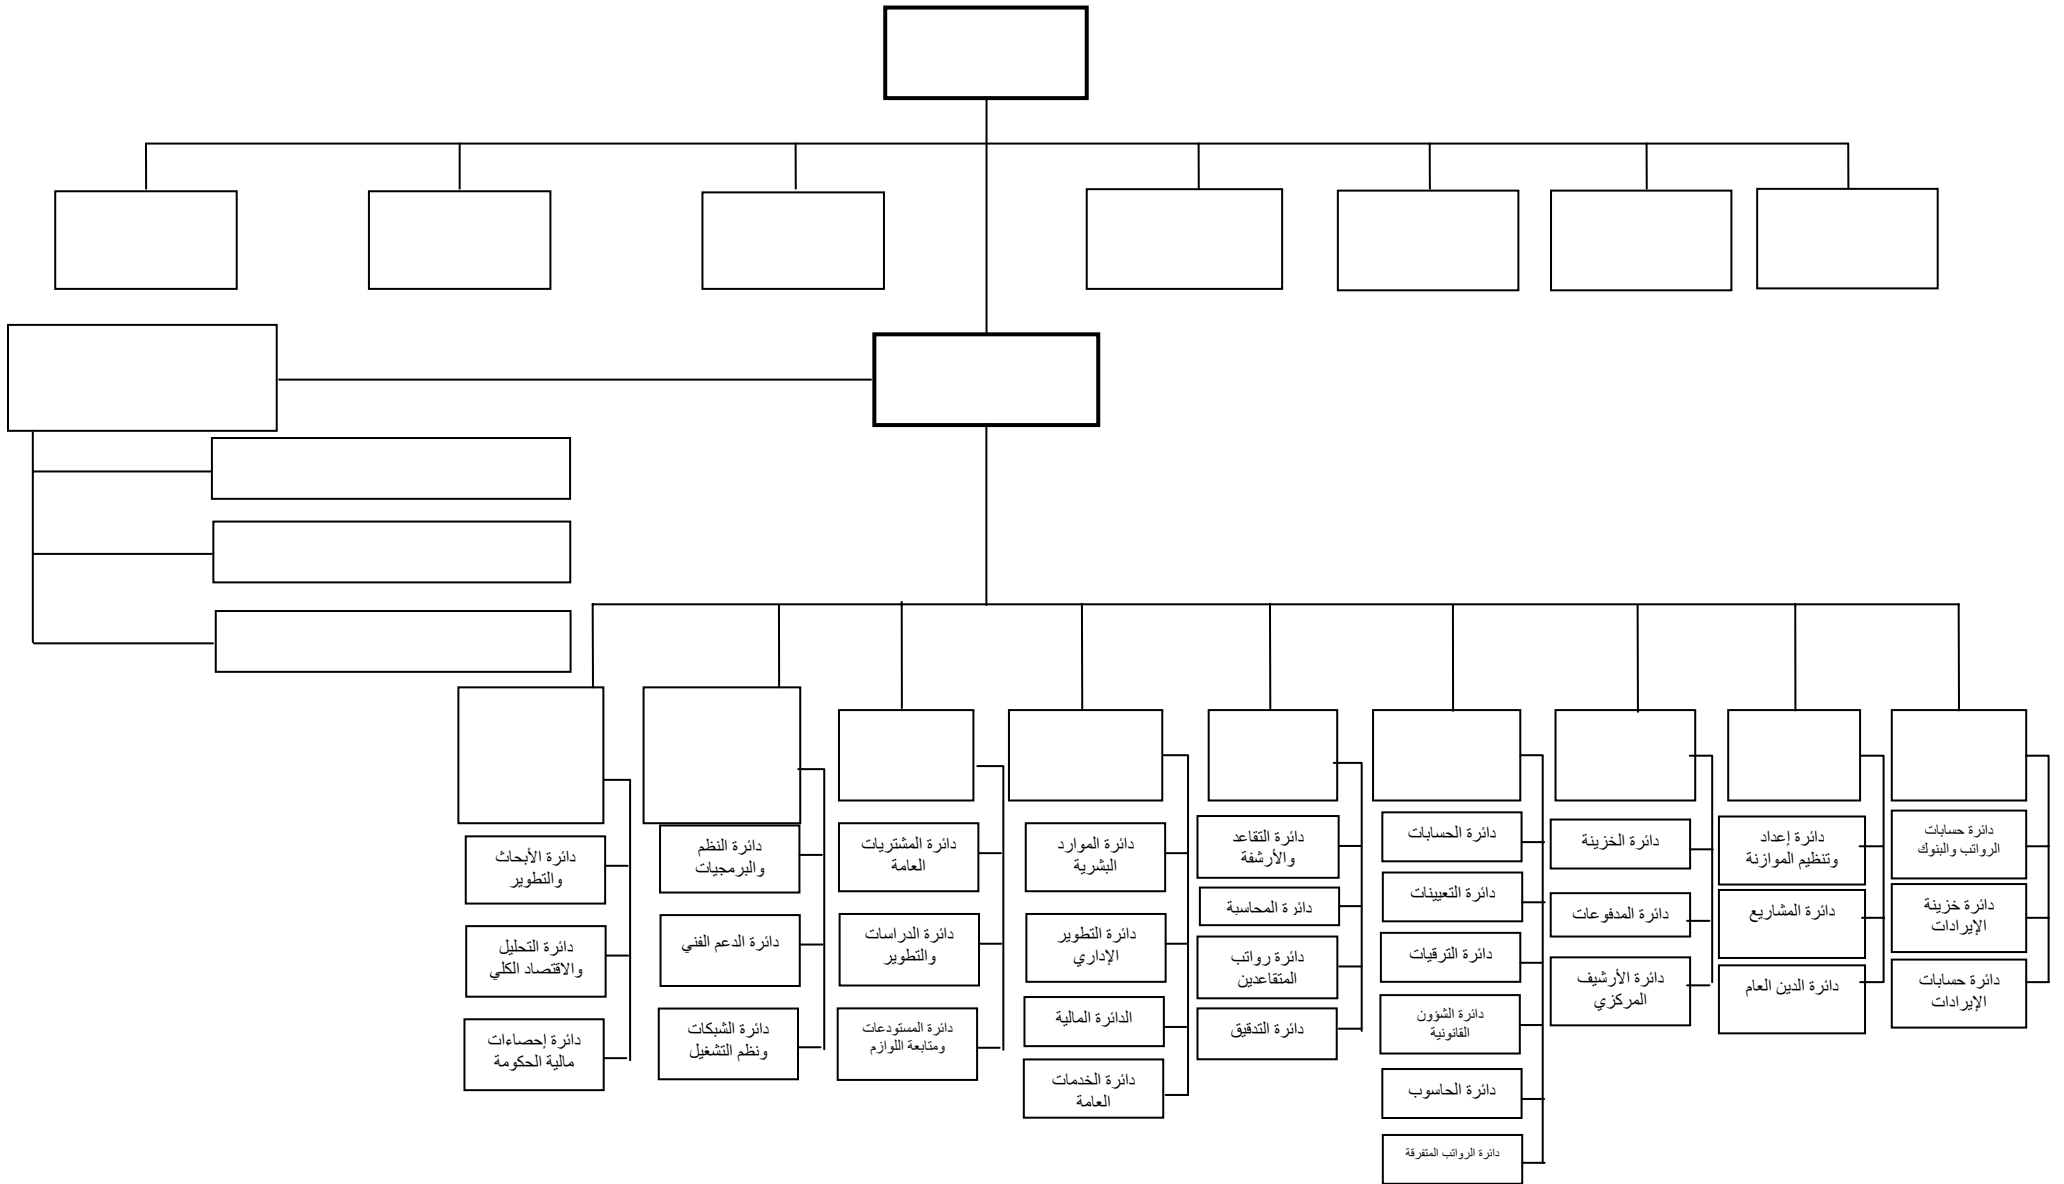 دائرة حسابات
الرواتب والبنوك
دائرة خزينة
الإيرادات
دائرة حسابات
الإيرادات
دائرة إعداد
وتنظيم الموازنة
دائرة المشاريع
دائرة الدين العام
دائرة الخزينة
دائرة المدفوعات
دائرة الأرشيف
المركزي
دائرة الحسابات
دائرة التعيينات
دائرة الترقيات
دائرة الشؤون
القانونية
دائرة الحاسوب
دائرة الرواتب المتفرقة
دائرة التقاعد
والأرشفة
دائرة المحاسبة
دائرة رواتب
المتقاعدين
دائرة التدقيق
دائرة الموارد
البشرية
دائرة التطوير
الإداري
الدائرة المالية
دائرة الخدمات
العامة
دائرة المشتريات
العامة
دائرة الدراسات
والتطوير
دائرة المستودعات
ومتابعة اللوازم
دائرة النظم
والبرمجيات
دائرة الدعم الفني
دائرة الشبكات
ونظم التشغيل
دائرة الأبحاث
والتطوير
دائرة التحليل
والاقتصاد الكلي
دائرة إحصاءات
مالية الحكومة